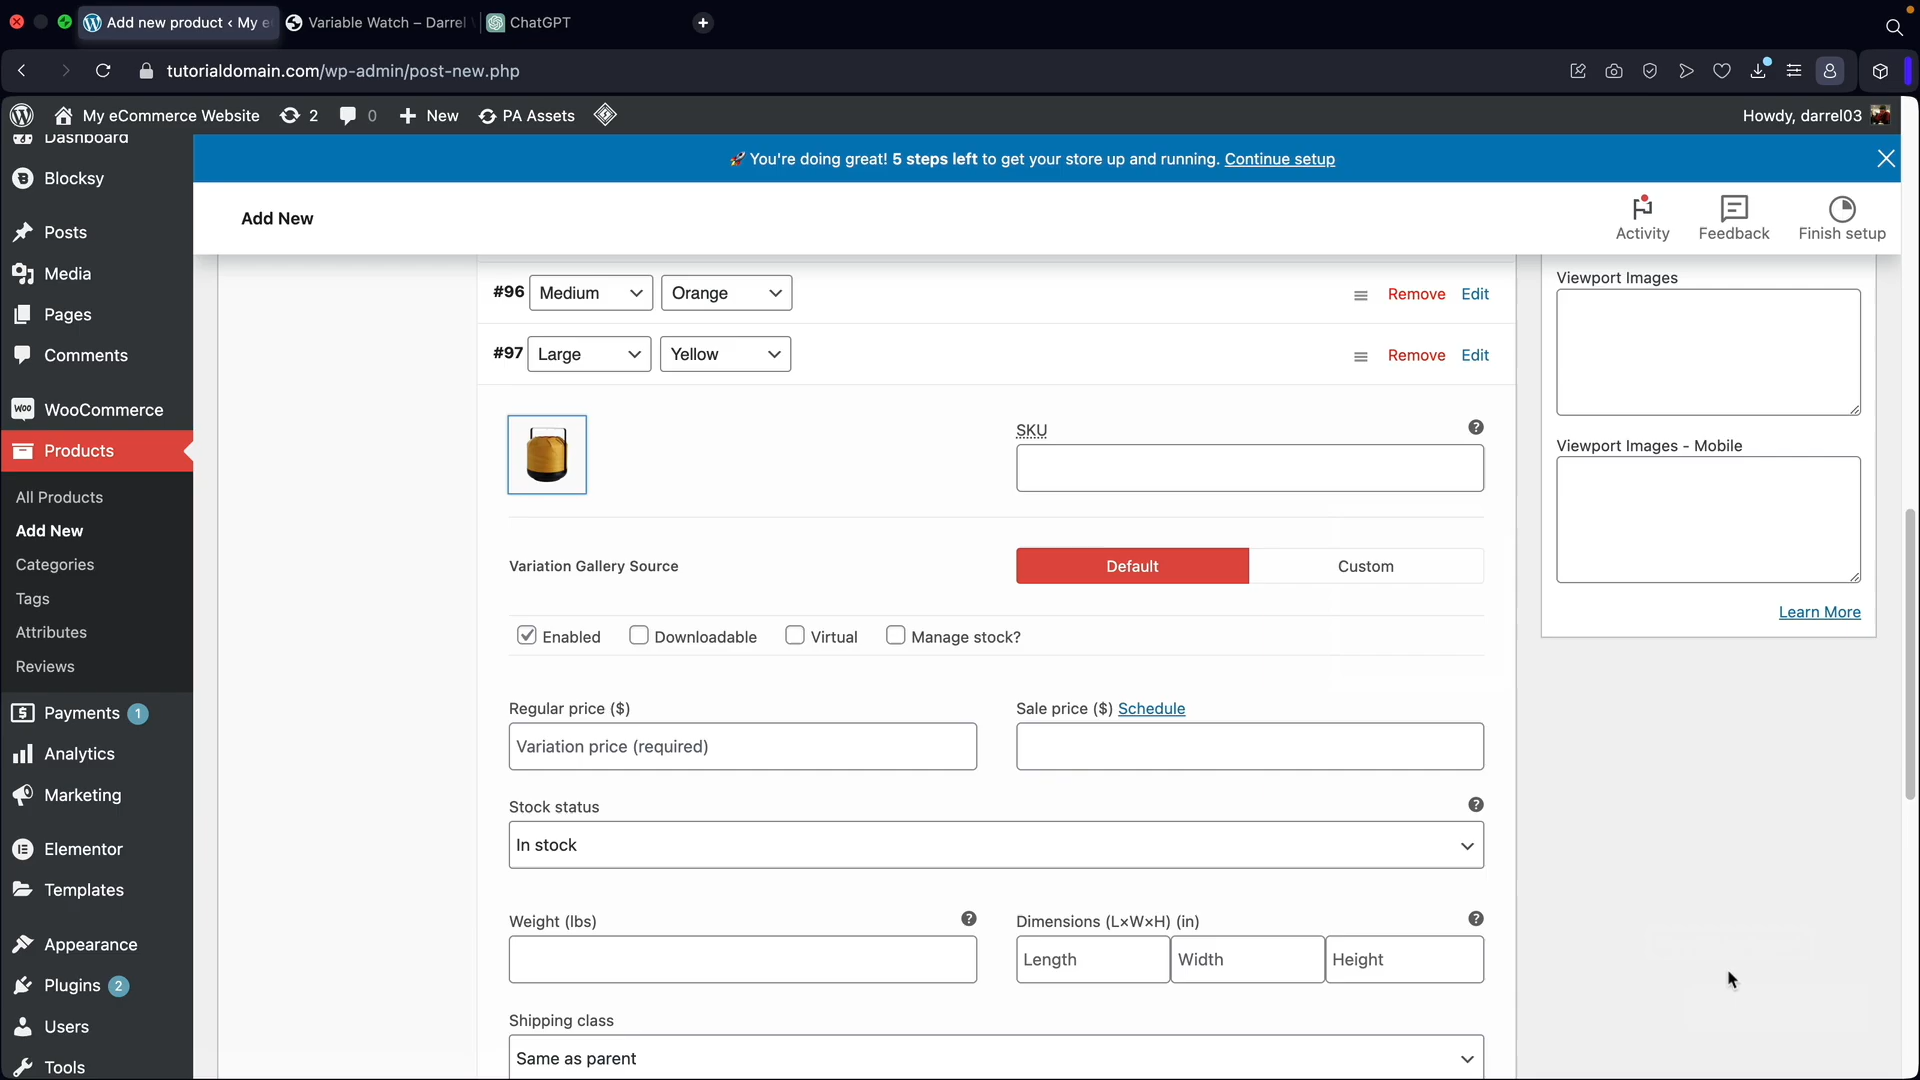 Add new product ‹ My e
Variable Watch – Darrel
ChatGPT
tutorialdomain.com/wp-admin/post-new.php
My eCommerce Website
2
0
New
PA Assets
Howdy, darrel03
Dashboard
Blocksy
Posts
Media
Pages
Comments
WooCommerce
Products
All Products
Add New
Categories
Tags
Attributes
Reviews
Payments 1
Analytics
Marketing
Elementor
Templates
Appearance
Plugins 2
Users
Tools
🚀 You're doing great! 5 steps left to get your store up and running. Continue setup
Add New
Activity
Feedback
Finish setup
#96 Medium Orange Remove Edit
#97 Large Yellow Remove Edit
SKU
Variation Gallery Source Default Custom
Enabled Downloadable Virtual Manage stock?
Regular price ($)
Variation price (required)
Sale price ($) Schedule
Stock status
In stock
Weight (lbs)
Dimensions (L×W×H) (in)
Length Width Height
Shipping class
Same as parent
Viewport Images
Viewport Images - Mobile
Learn More